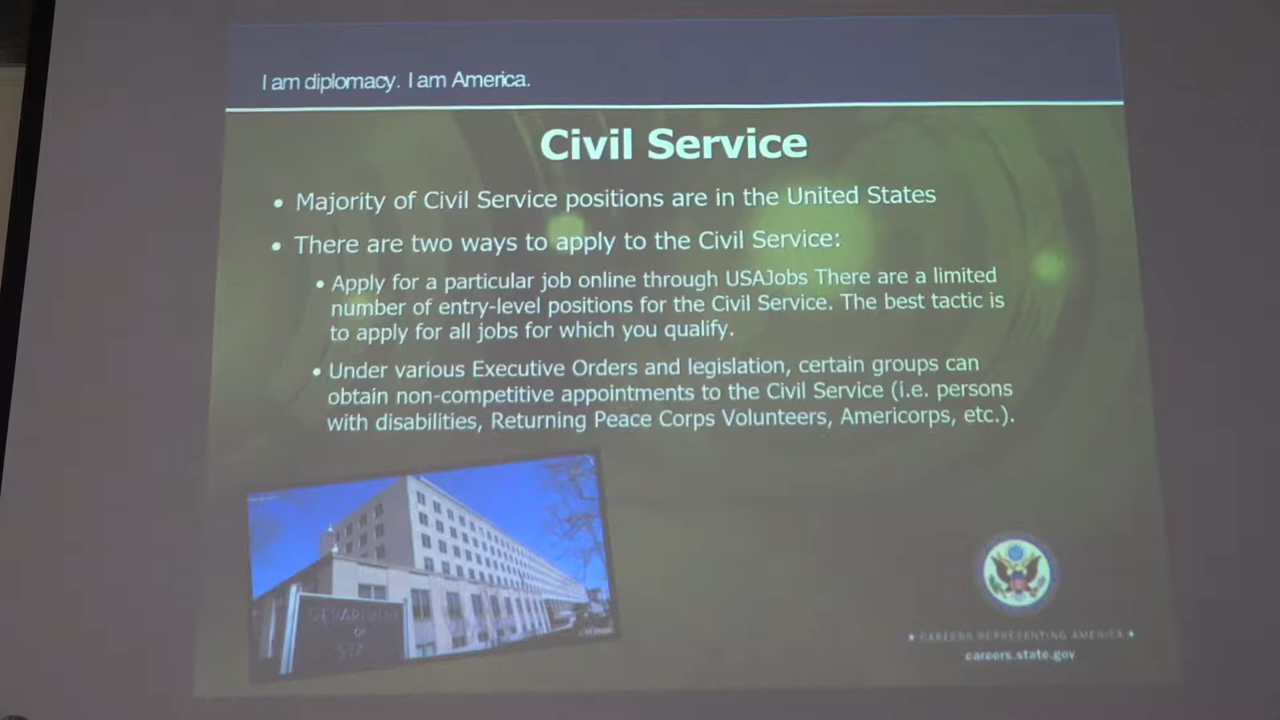 I am diplomacy. I am America.
Civil Service
• Majority of Civil Service positions are in the United States
• There are two ways to apply to the Civil Service:
• Apply for a particular job online through USAJobs There are a limited
number of entry-level positions for the Civil Service. The best tactic is
to apply for all jobs for which you qualify.
• Under various Executive Orders and legislation, certain groups can
obtain non-competitive appointments to the Civil Service (i.e. persons
with disabilities, Returning Peace Corps Volunteers, Americorps, etc.).
DEPARTMENT
OF
CAREERS REPRESENTING AMERICA
careers.state.gov